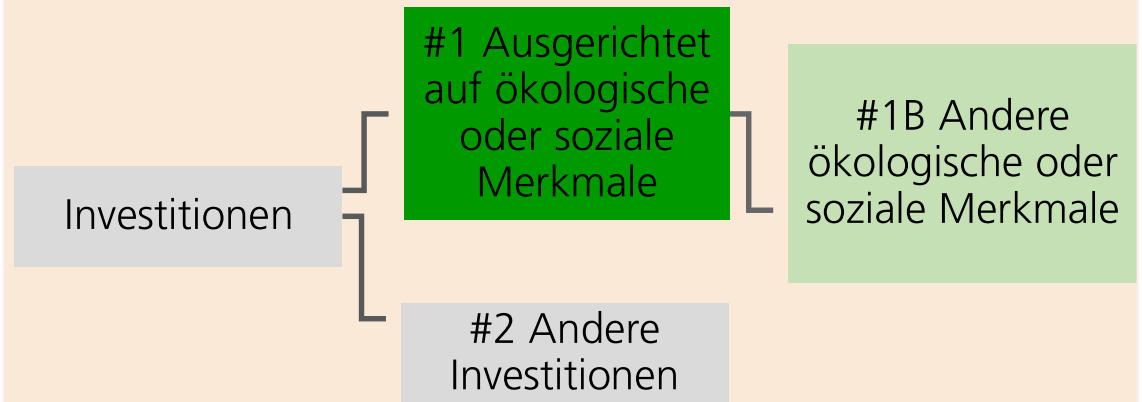 Investitionen
#1 Ausgerichtet
auf ökologische
oder soziale
Merkmale
#1B Andere
ökologische oder
soziale Merkmale
#2 Andere
Investitionen